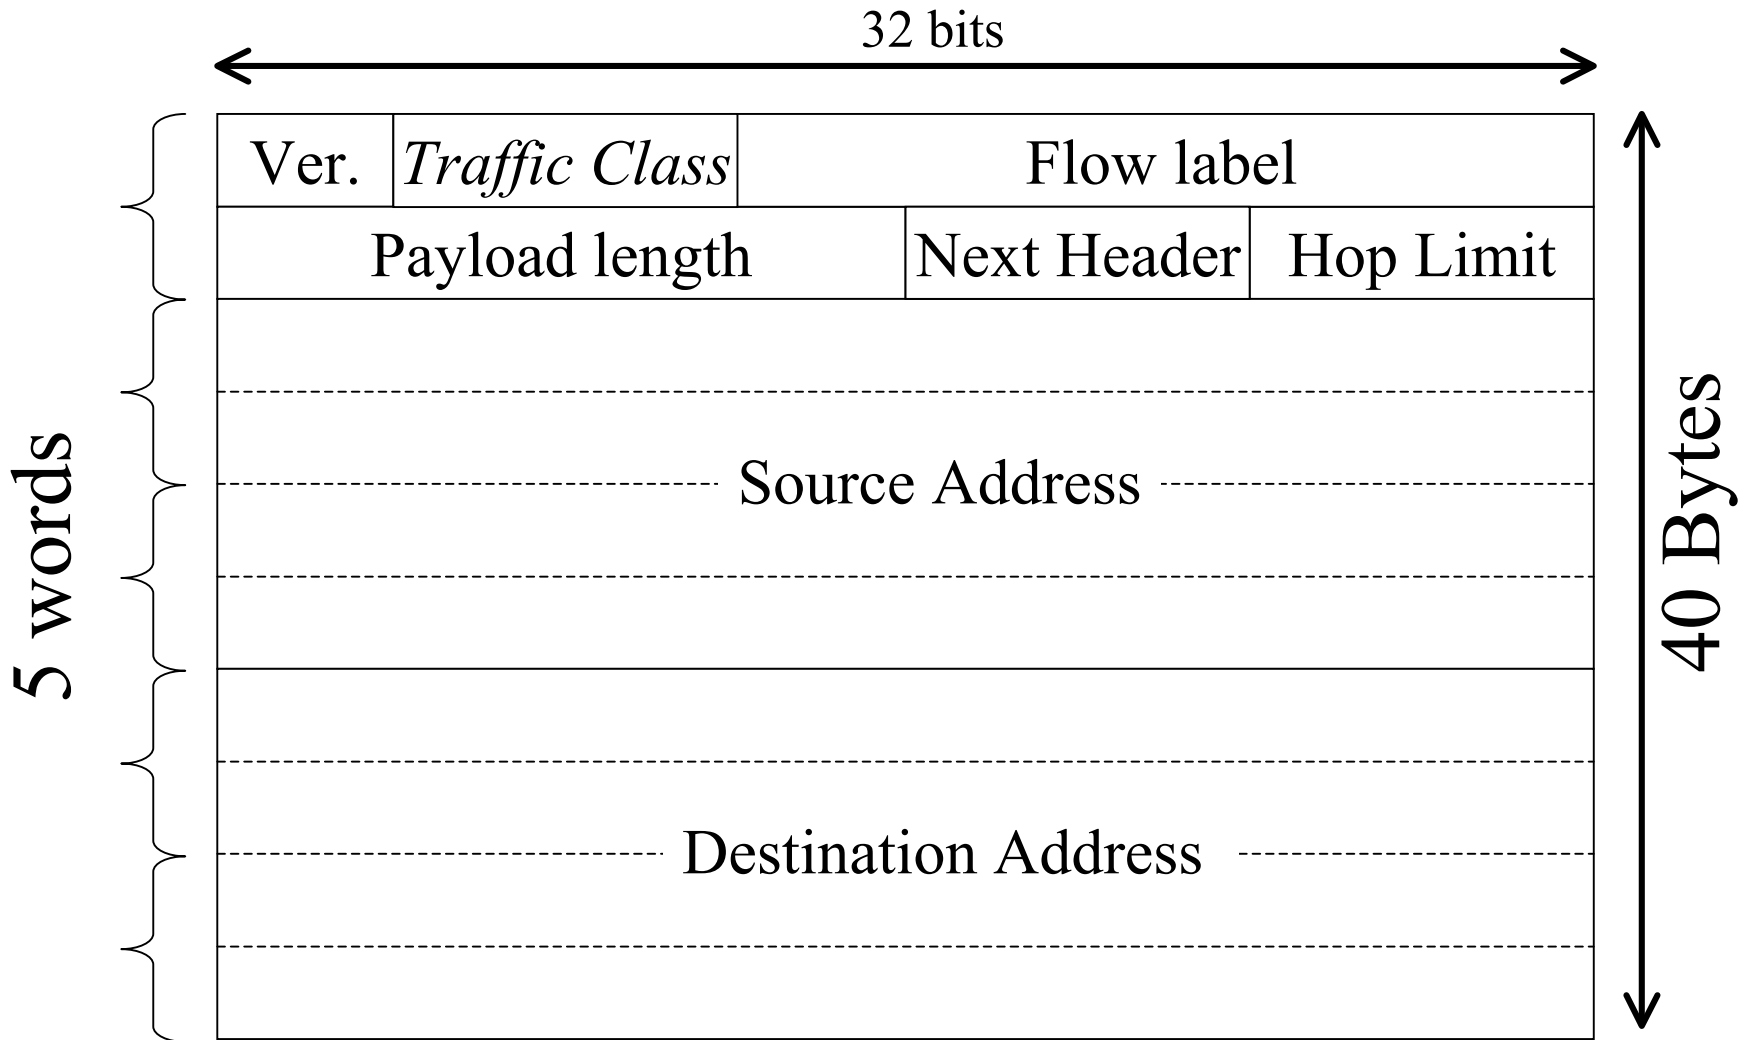 32 bits
Ver. Traffic Class Flow label
Payload length Next Header Hop Limit
5 words
Source Address
40 Bytes
Destination Address